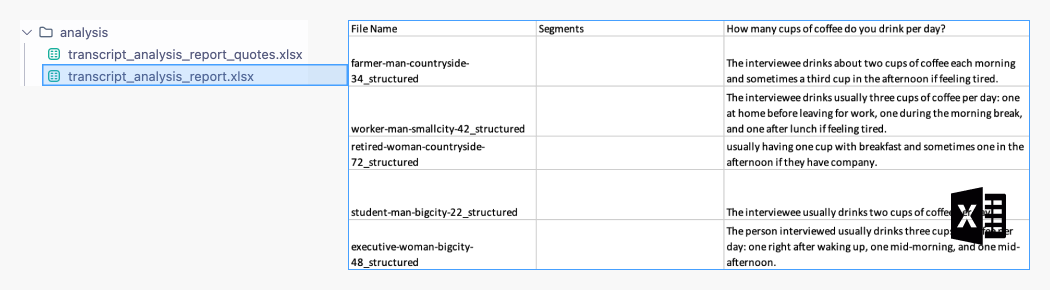 analysis
transcript_analysis_report_quotes.xlsx
transcript_analysis_report.xlsx
File Name Segments How many cups of coffee do you drink per day?
farmer-man-countryside-
34_structured
The interviewee drinks about two cups of coffee each morning
and sometimes a third cup in the afternoon if feeling tired.
worker-man-smallcity-42_structured
The interviewee drinks usually three cups of coffee per day: one
at home before leaving for work, one during the morning break,
and one after lunch if feeling tired.
retired-woman-countryside-
72_structured
usually having one cup with breakfast and sometimes one in the
afternoon if they have company.
student-man-bigcity-22_structured
The interviewee usually drinks two cups of coffee
executive-woman-bigcity-
48_structured
The person interviewed usually drinks three cups per
day: one right after waking up, one mid-morning, and one mid-
afternoon.
X